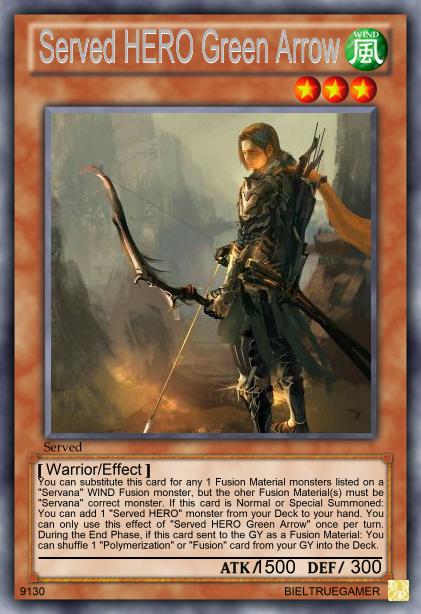 Served HERO Green Arrow
WIND
風
Served
[ Warrior/Effect ]
You can substitute this card for any 1 Fusion Material monsters listed on a
"Servana" WIND Fusion monster, but the oher Fusion Materia(s) must be
"Servana" correct monster. If this card is Normal or Special Summoned:
You can add 1 "Served HERO" monster from your Deck to your hand. You
can only use this effect of "Served HERO Green Arrow" once per turn.
During the End Phase, if this card sent to the GY as a Fusion Material: You
can shuffle 1 "Polymerization" or "Fusion" card from your GY into the Deck.
ATK/1500 DEF/ 300
9130
BIELTRUEGAMER